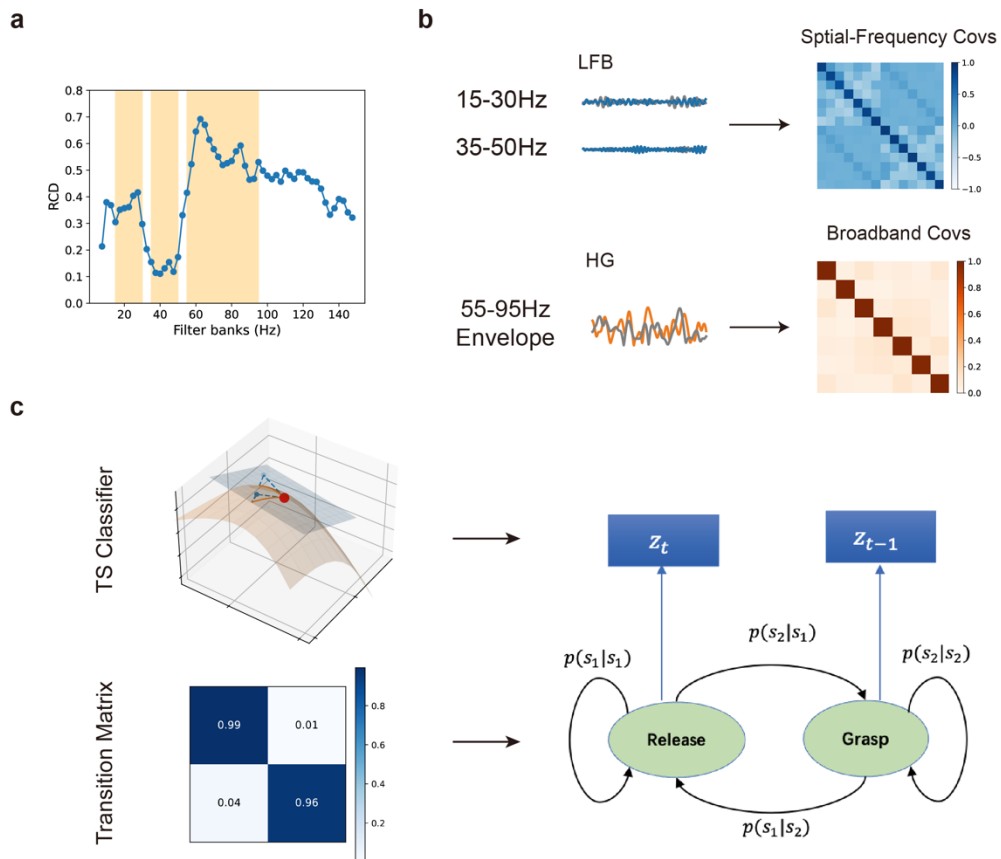 a
0.8
0.7
0.6
0.5
0.4
0.3
0.2
0.1
0.0
RCD
20 40 60 80 100 120 140
Filter banks (Hz)
b
Sptial-Frequency Covs
LFB
15-30Hz
35-50Hz
1.0
0.5
0.0
−0.5
−1.0
Broadband Covs
HG
55-95Hz
Envelope
1.0
0.8
0.6
0.4
0.2
0.0
c
TS Classifier
Transition Matrix
0.99 0.01
0.04 0.96
0.8
0.6
0.4
0.2
z_t z_{t−1}
p(s_2|s_1)
p(s_1|s_1) p(s_2|s_2)
Release Grasp
p(s_1|s_2)